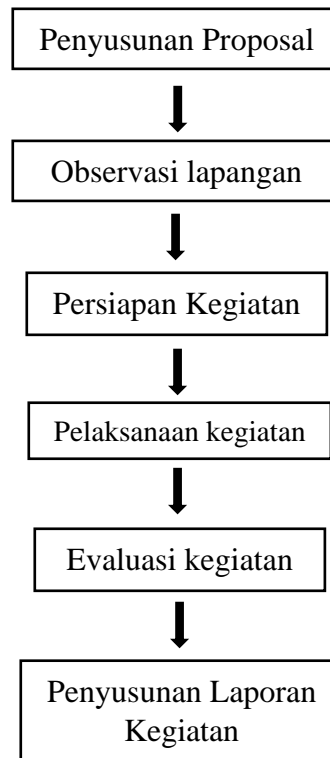 Penyusunan Proposal
Observasi lapangan
Persiapan Kegiatan
Pelaksanaan kegiatan
Evaluasi kegiatan
Penyusunan Laporan
Kegiatan